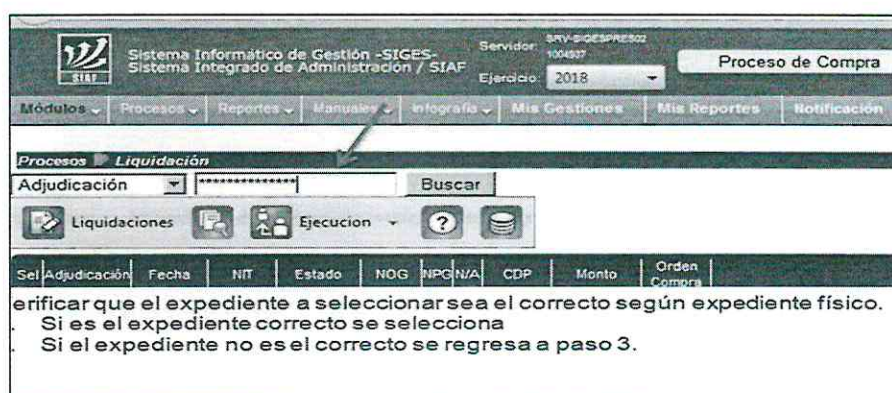 Sistema Informático de Gestión -SIGES-
Sistema Integrado de Administración / SIAF
SIAF
Servidor: SRV-SIGESPRES02
1004937
Ejercicio: 2018
Proceso de Compra
Módulos Procesos Reportes Manuales Infografía Mis Gestiones Mis Reportes Notificación
Procesos Liquidación
Adjudicación *************** Buscar
Liquidaciones Ejecucion ?
Sel Adjudicación Fecha NIT Estado NOG NPG N/A CDP Monto Orden Compra
erificar que el expediente a seleccionar sea el correcto según expediente físico.
. Si es el expediente correcto se selecciona
. Si el expediente no es el correcto se regresa a paso 3.